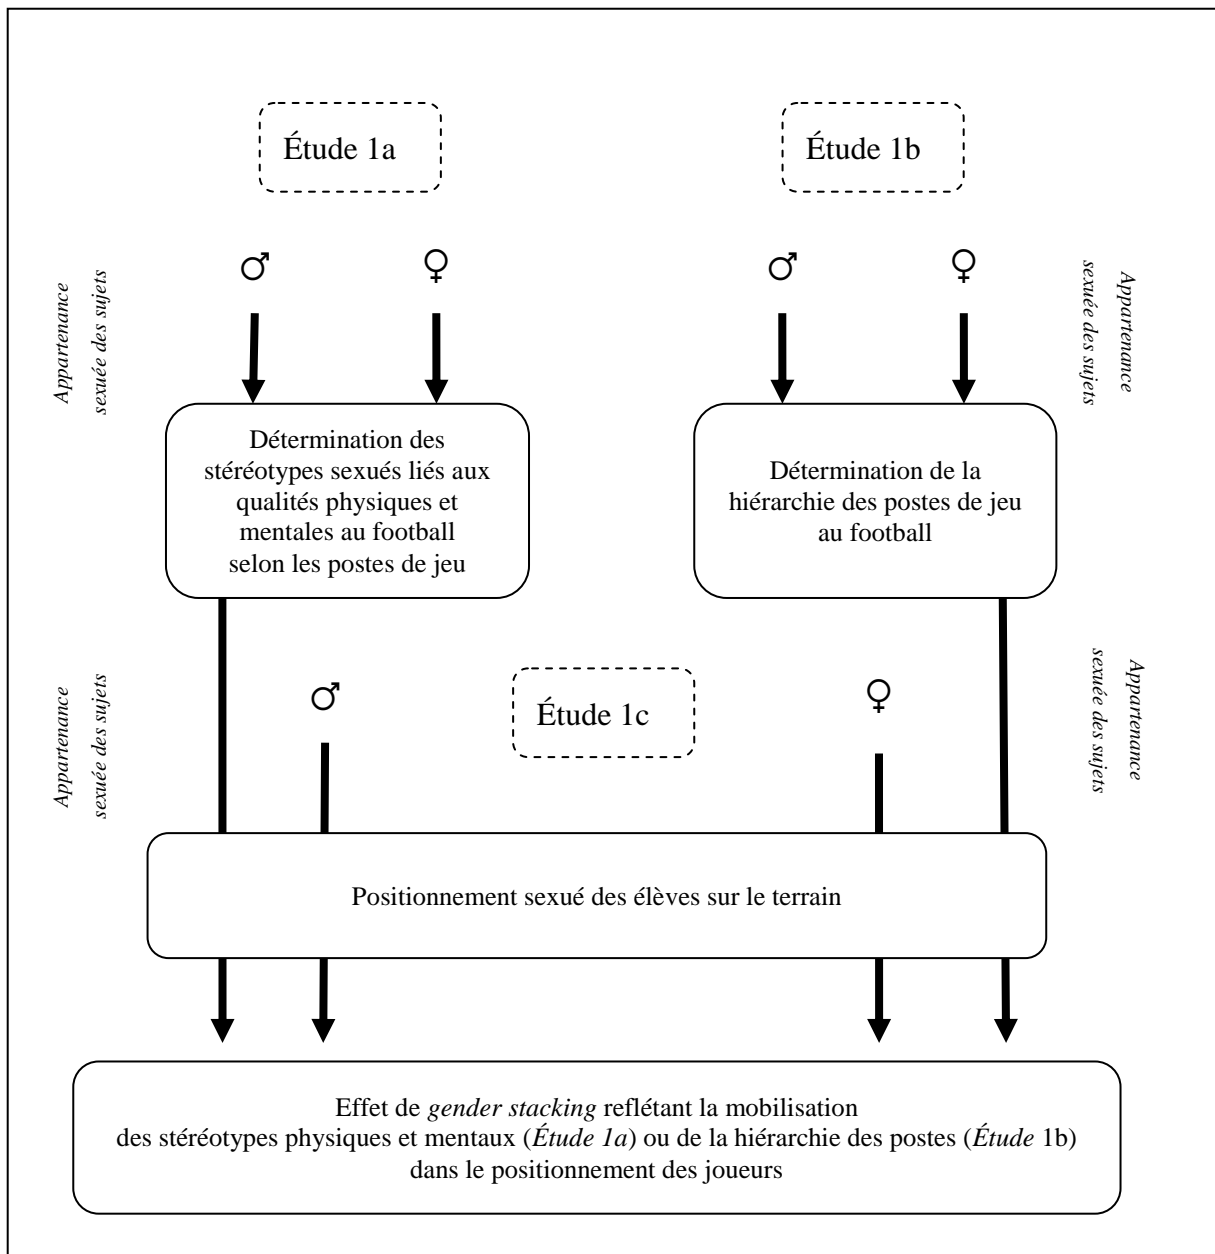 Étude 1a
Étude 1b
♂
♀
♂
♀
Appartenance
sexuée des sujets
Appartenance
sexuée des sujets
Détermination des
stéréotypes sexués liés aux
qualités physiques et
mentales au football
selon les postes de jeu
Détermination de la
hiérarchie des postes de jeu
au football
Appartenance
sexuée des sujets
♂
Étude 1c
♀
Appartenance
sexuée des sujets
Positionnement sexué des élèves sur le terrain
Effet de gender stacking reflétant la mobilisation
des stéréotypes physiques et mentaux (Étude 1a) ou de la hiérarchie des postes (Étude 1b)
dans le positionnement des joueurs